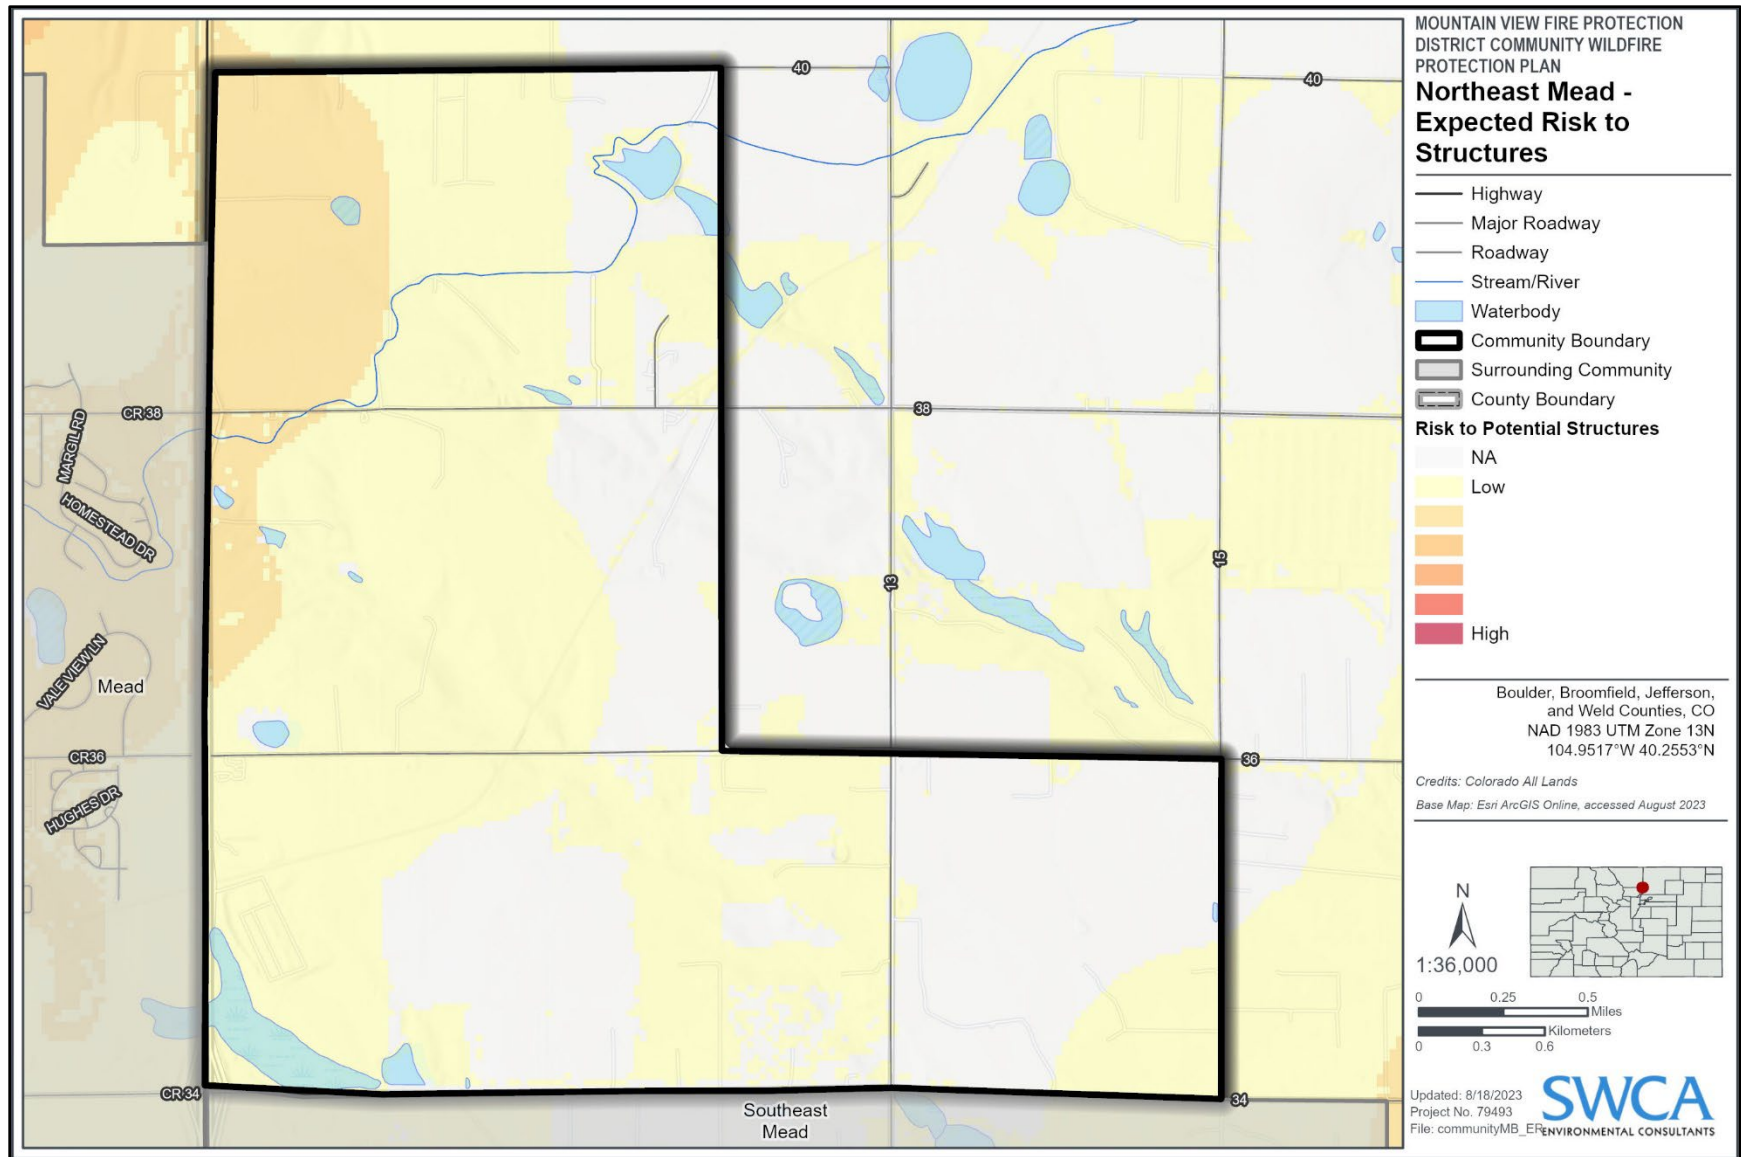 MOUNTAIN VIEW FIRE PROTECTION
DISTRICT COMMUNITY WILDFIRE
PROTECTION PLAN
Northeast Mead -
Expected Risk to
Structures
Highway
Major Roadway
Roadway
Stream/River
Waterbody
Community Boundary
Surrounding Community
County Boundary
Risk to Potential Structures
NA
Low
High
Boulder, Broomfield, Jefferson,
and Weld Counties, CO
NAD 1983 UTM Zone 13N
104.9517°W 40.2553°N
Credits: Colorado All Lands
Base Map: Esri ArcGIS Online, accessed August 2023
N
1:36,000
0 0.25 0.5
Miles
Kilometers
0 0.3 0.6
Updated: 8/18/2023
Project No. 79493
File: communityMB_ER
SWCA
ENVIRONMENTAL CONSULTANTS
40
40
CR 38
38
MARGIL RD
HOMESTEAD DR
13
15
VALE VIEW LN
Mead
CR36
36
HUGHES DR
CR 34
34
Southeast
Mead